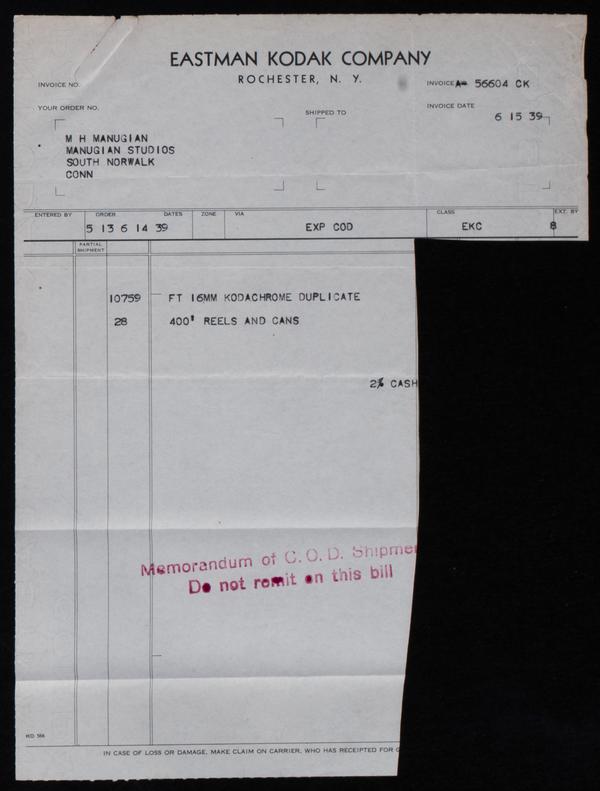 EASTMAN KODAK COMPANY
ROCHESTER, N. Y.
INVOICE NO.
INVOICE 56604 CK
YOUR ORDER NO.
SHIPPED TO
INVOICE DATE
6 15 39
M H MANUGIAN
MANUGIAN STUDIOS
SOUTH NORWALK
CONN
ENTERED BY ORDER DATES ZONE VIA CLASS EXT. BY
5 13 6 14 39 EXP COD EKC 8
PARTIAL
SHIPMENT
10759 FT 16MM KODACHROME DUPLICATE
28 400' REELS AND CANS
2% CASH
Memorandum of C. O. D. Shipme
Do not remit on this bill
IN CASE OF LOSS OR DAMAGE, MAKE CLAIM ON CARRIER, WHO HAS RECEIPTED FOR